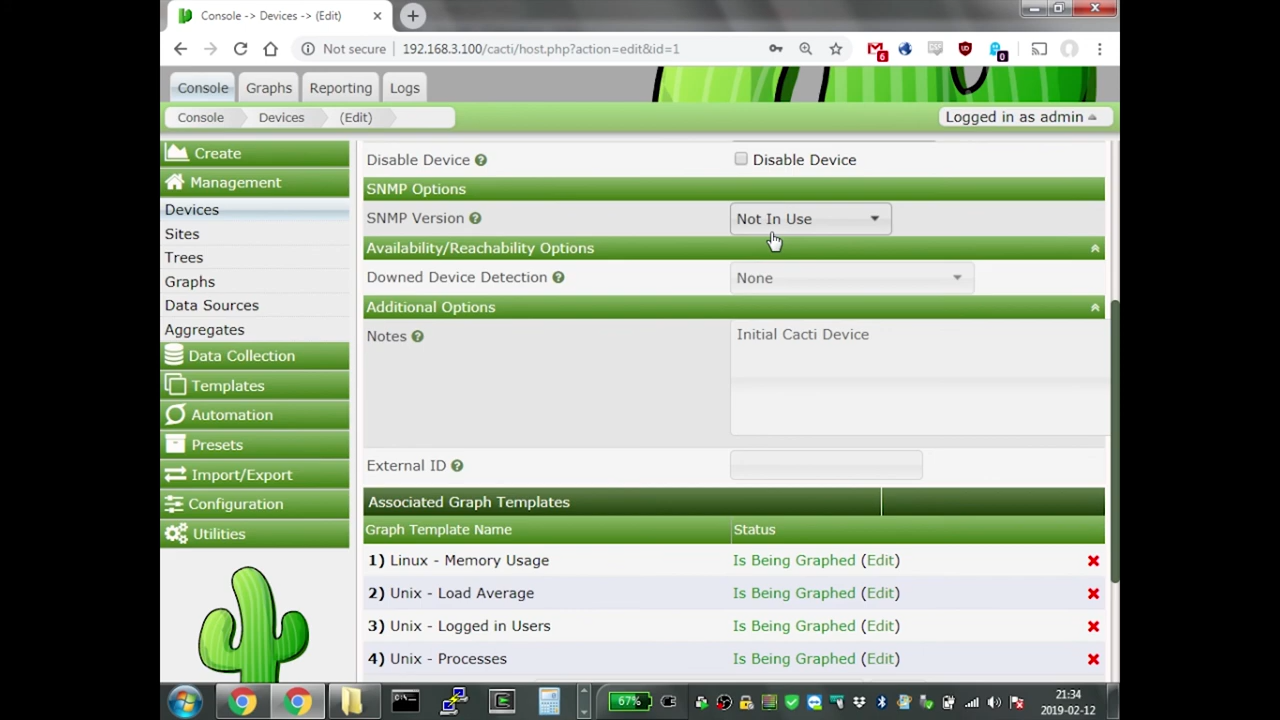 Console -> Devices -> (Edit)
Not secure
192.168.3.100/cacti/host.php?action=edit&id=1
6
0
Console
Graphs
Reporting
Logs
Console
Devices
(Edit)
Logged in as admin
Create
Management
Devices
Sites
Trees
Graphs
Data Sources
Aggregates
Data Collection
Templates
Automation
Presets
Import/Export
Configuration
Utilities
Disable Device
Disable Device
SNMP Options
SNMP Version
Not In Use
Availability/Reachability Options
Downed Device Detection
None
Additional Options
Notes
Initial Cacti Device
External ID
Associated Graph Templates
Graph Template Name
Status
1) Linux - Memory Usage
Is Being Graphed (Edit)
2) Unix - Load Average
Is Being Graphed (Edit)
3) Unix - Logged in Users
Is Being Graphed (Edit)
4) Unix - Processes
Is Being Graphed (Edit)
67%
21:34
2019-02-12